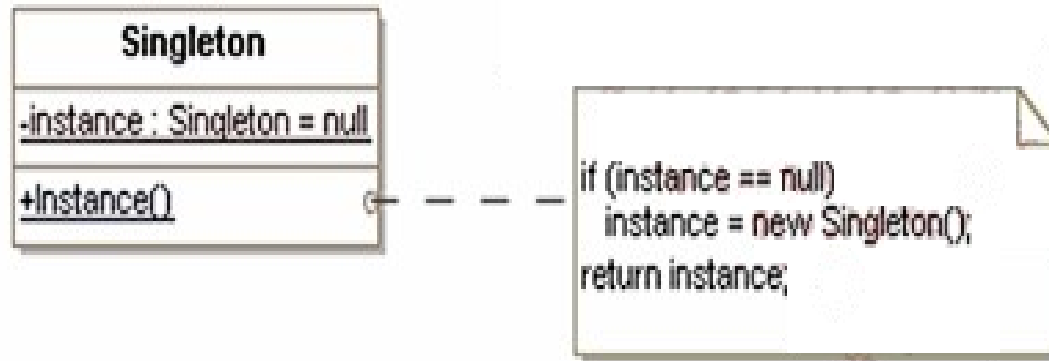 Singleton
-instance : Singleton = null
+Instance()
if (instance == null)
instance = new Singleton();
return instance;